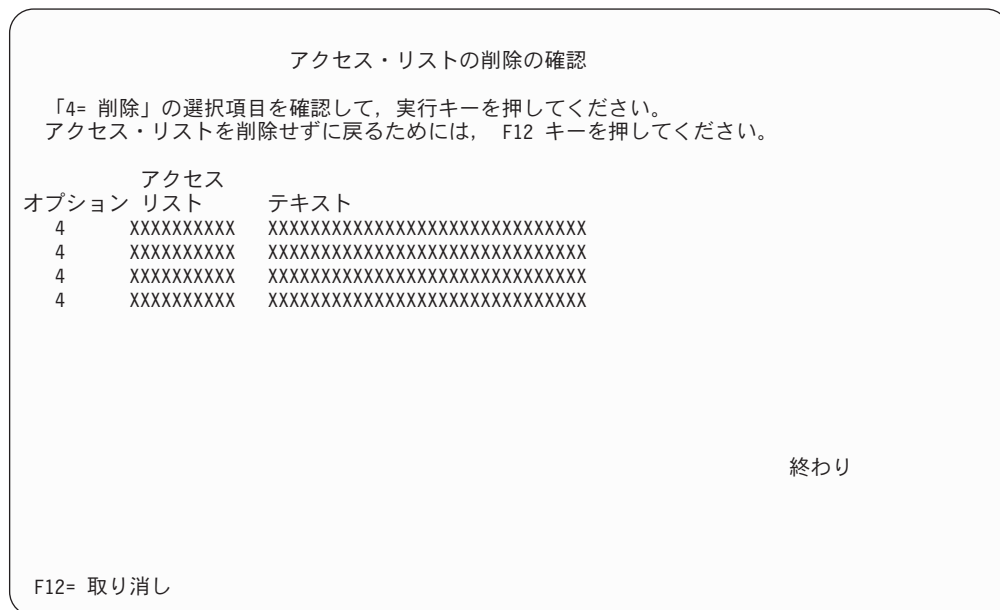 アクセス・リストの削除の確認
「4= 削除」の選択項目を確認して, 実行キーを押してください。
アクセス・リストを削除せずに戻るためには, F12 キーを押してください。
アクセス
オプション リスト テキスト
4 XXXXXXXXXX XXXXXXXXXXXXXXXXXXXXXXXXXXXXXX
4 XXXXXXXXXX XXXXXXXXXXXXXXXXXXXXXXXXXXXXXX
4 XXXXXXXXXX XXXXXXXXXXXXXXXXXXXXXXXXXXXXXX
4 XXXXXXXXXX XXXXXXXXXXXXXXXXXXXXXXXXXXXXXX
終わり
F12= 取り消し